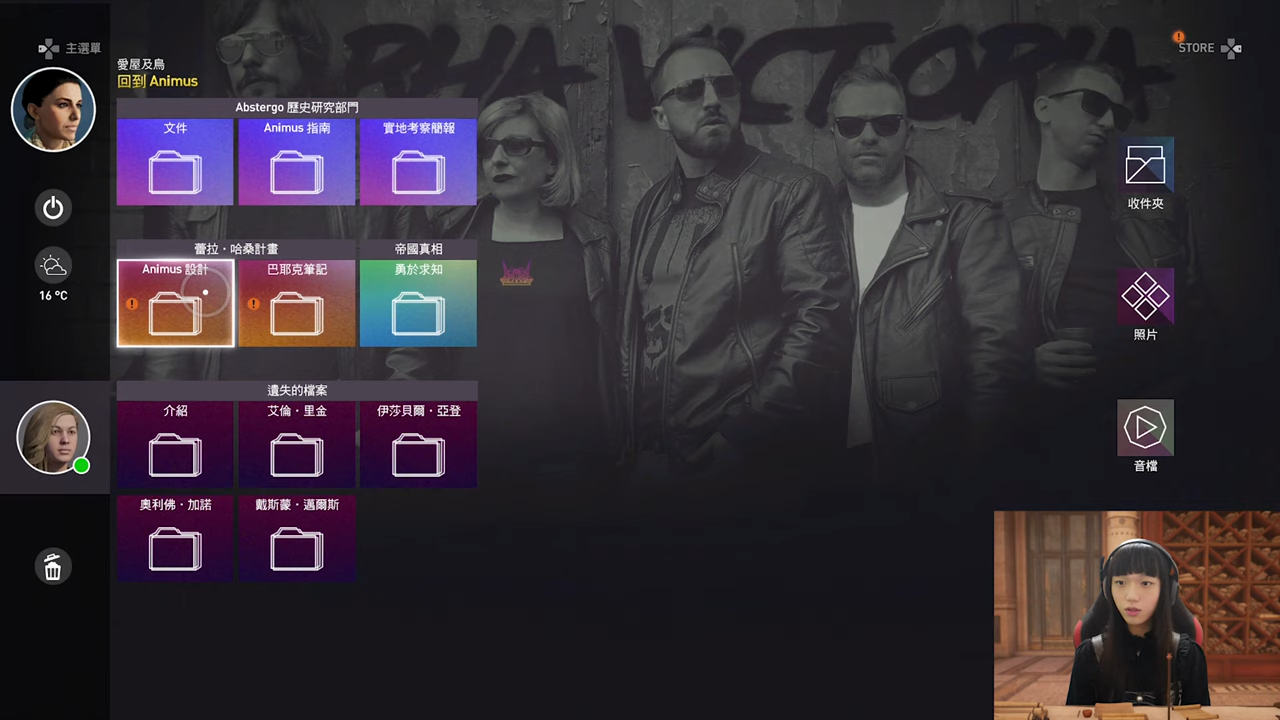 主選單
STORE
16 °C
愛屋及鳥
回到 Animus
Abstergo 歷史研究部門
文件
Animus 指南
實地考察簡報
蕾拉・哈桑計畫
帝國真相
Animus 設計
巴耶克筆記
勇於求知
遺失的檔案
介紹
艾倫・里金
伊莎貝爾・亞登
奧利佛・加諾
戴斯蒙・邁爾斯
收件夾
照片
音檔
VICTORIA